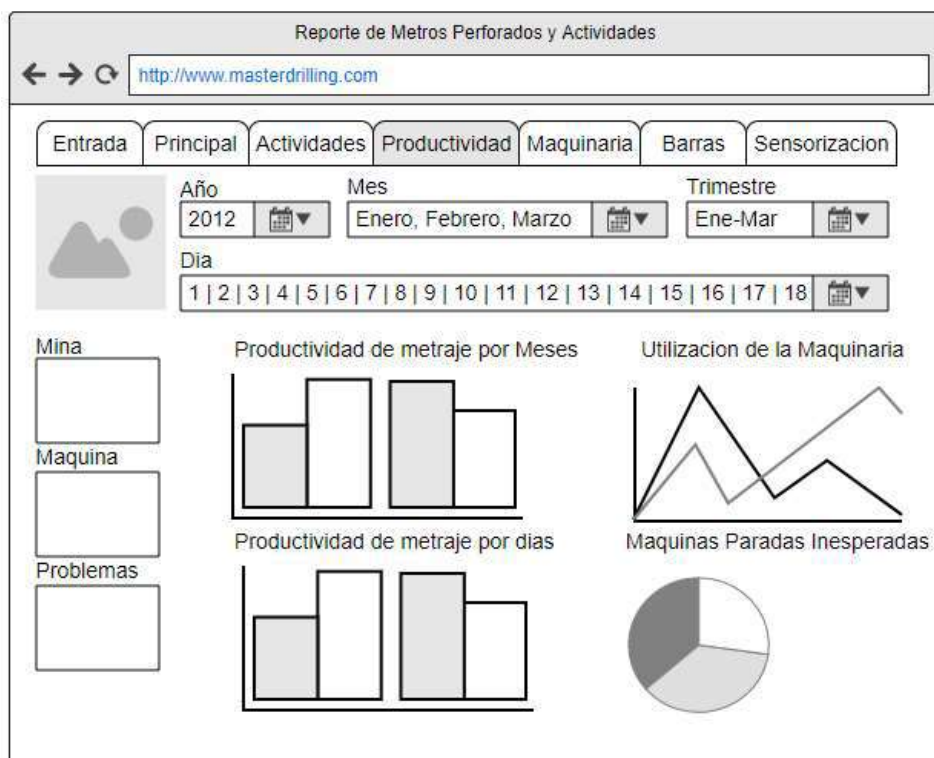 Reporte de Metros Perforados y Actividades
http://www.masterdrilling.com
Entrada Principal Actividades Productividad Maquinaria Barras Sensorizacion
Año Mes Trimestre
2012 Enero, Febrero, Marzo Ene-Mar
Dia
1 | 2 | 3 | 4 | 5 | 6 | 7 | 8 | 9 | 10 | 11 | 12 | 13 | 14 | 15 | 16 | 17 | 18
Mina
Productividad de metraje por Meses
Utilizacion de la Maquinaria
Maquina
Productividad de metraje por dias
Maquinas Paradas Inesperadas
Problemas